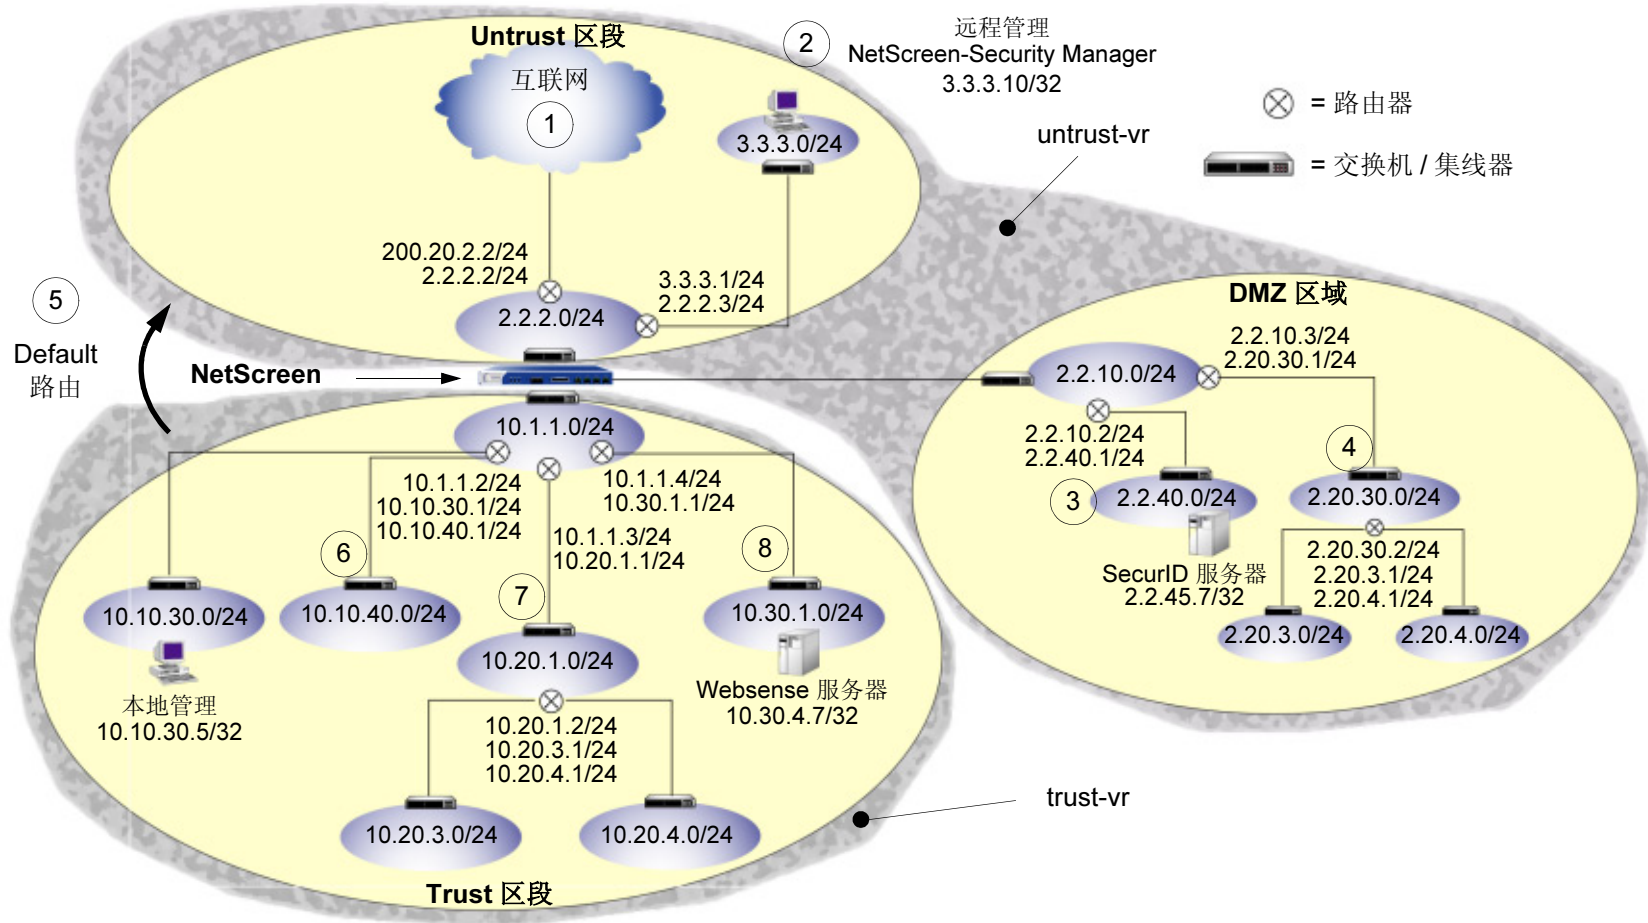 Untrust 区段
互联网
1
2
远程管理
NetScreen-Security Manager
3.3.3.10/32
3.3.3.0/24
= 路由器
= 交换机 / 集线器
untrust-vr
200.20.2.2/24
2.2.2.2/24
3.3.3.1/24
2.2.2.3/24
2.2.2.0/24
5
Default
路由
NetScreen
DMZ 区域
2.2.10.3/24
2.20.30.1/24
2.2.10.0/24
2.2.10.2/24
2.2.40.1/24
4
3
2.2.40.0/24
2.20.30.0/24
SecurID 服务器
2.2.45.7/32
2.20.30.2/24
2.20.3.1/24
2.20.4.1/24
2.20.3.0/24
2.20.4.0/24
10.1.1.0/24
10.1.1.2/24
10.10.30.1/24
10.10.40.1/24
10.1.1.4/24
10.30.1.1/24
10.1.1.3/24
10.20.1.1/24
6
7
8
10.10.30.0/24
10.10.40.0/24
10.20.1.0/24
10.30.1.0/24
本地管理
10.10.30.5/32
Websense 服务器
10.30.4.7/32
10.20.1.2/24
10.20.3.1/24
10.20.4.1/24
10.20.3.0/24
10.20.4.0/24
trust-vr
Trust 区段